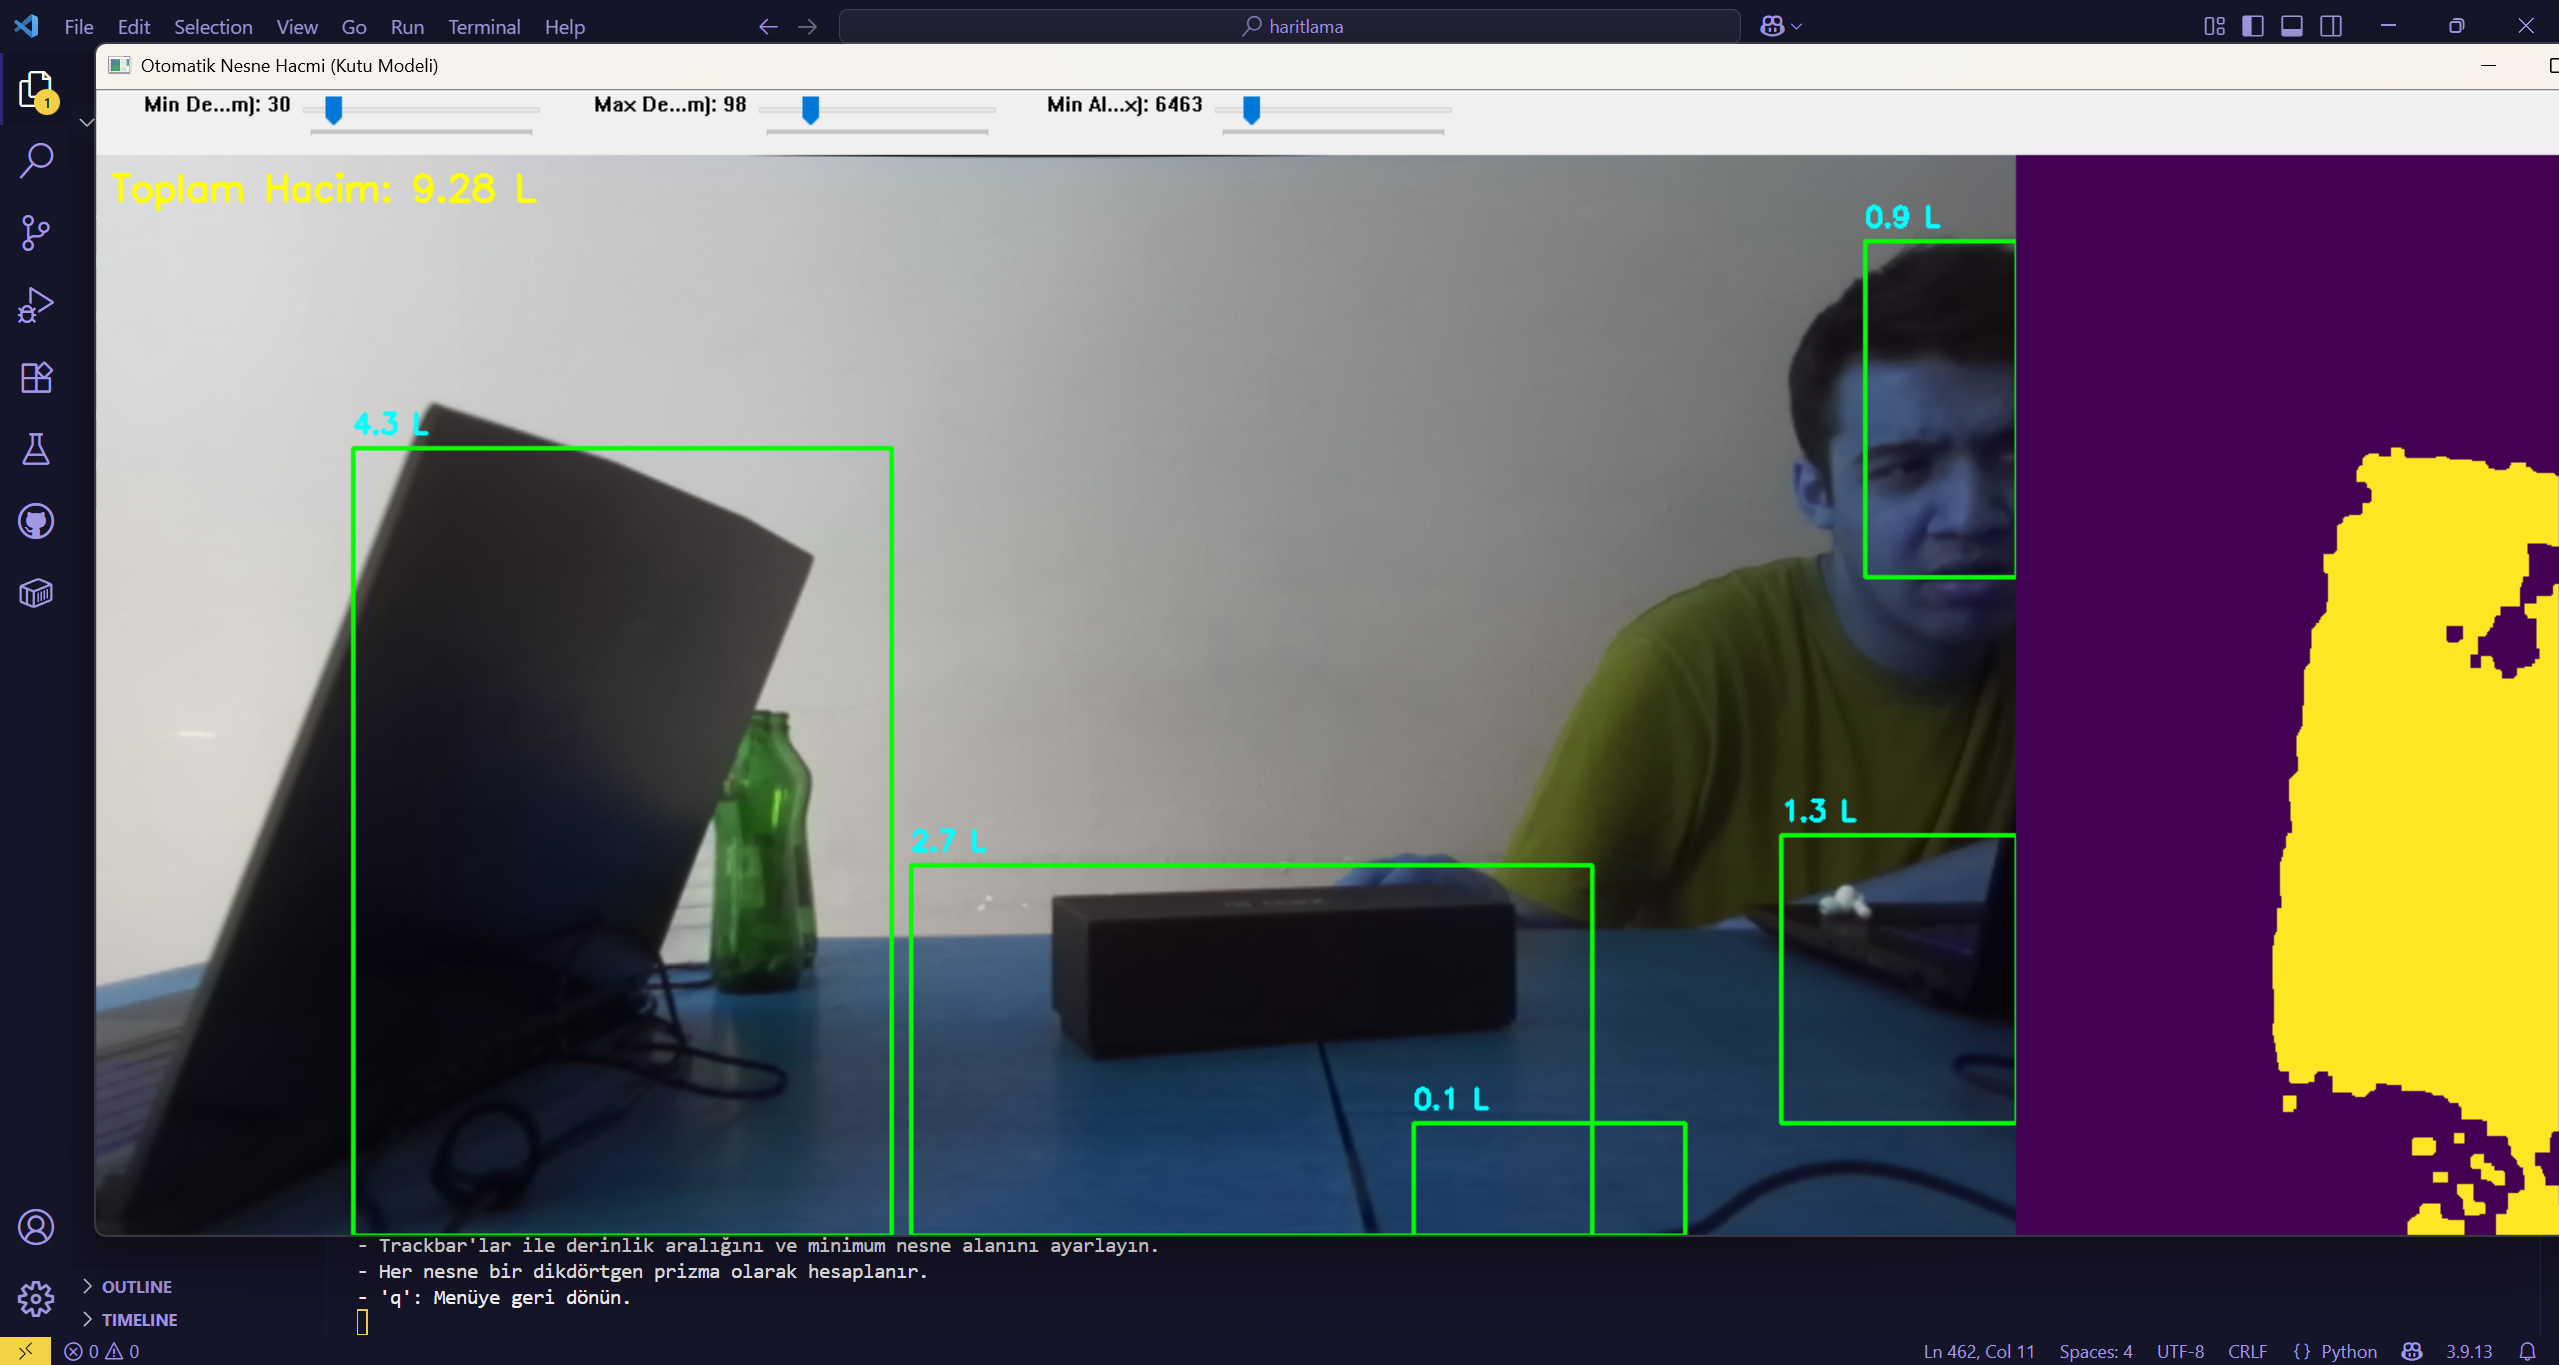 File Edit Selection View Go Run Terminal Help
haritlama
1
Otomatik Nesne Hacmi (Kutu Modeli)
Min De...m): 30
Max De...m): 98
Min Al...x): 6463
Toplam Hacim: 9.28 L
0.9 L
4.3 L
1.3 L
2.7 L
0.1 L
- Trackbar'lar ile derinlik aralığını ve minimum nesne alanını ayarlayın.
- Her nesne bir dikdörtgen prizma olarak hesaplanır.
- 'q': Menüye geri dönün.
OUTLINE
TIMELINE
0 0
Ln 462, Col 11 Spaces: 4 UTF-8 CRLF {} Python 3.9.13